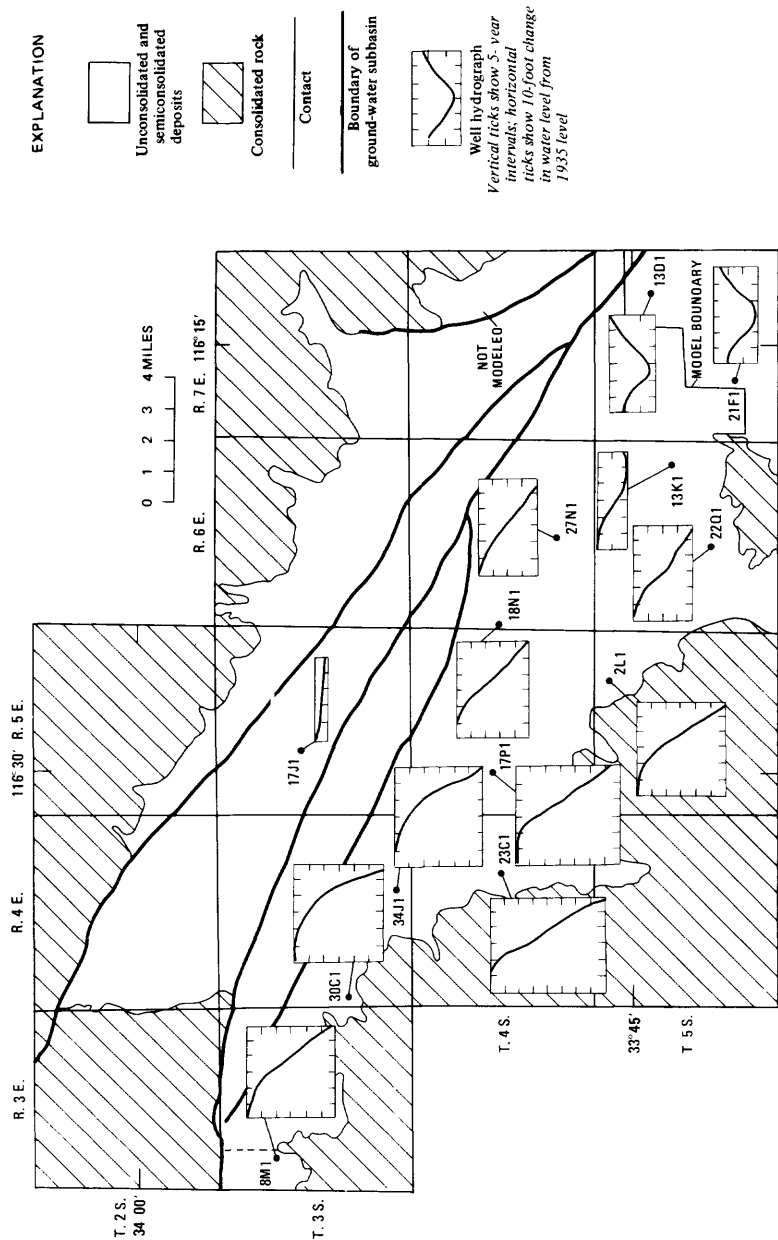 EXPLANATION
Unconsolidated and
semiconsolidated
deposits
Consolidated rock
Contact
Boundary of
ground-water subbasin
Well hydrograph
Vertical ticks show 5- year
intervals; horizontal
ticks show 10-foot change
in water level from
1935 level
0 1 2 3 4 MILES
R. 3 E.
R. 4 E.
116°30'
R. 5 E.
R. 6 E.
R. 7 E.
116°15'
T. 2 S.
34 00'
T. 3 S.
T. 4 S.
33°45'
T 5 S.
NOT
MODELED
MODEL BOUNDARY
8M1
30C1
34J1
17J1
23C1
17P1
18N1
27N1
2L1
22Q1
13K1
13D1
21F1